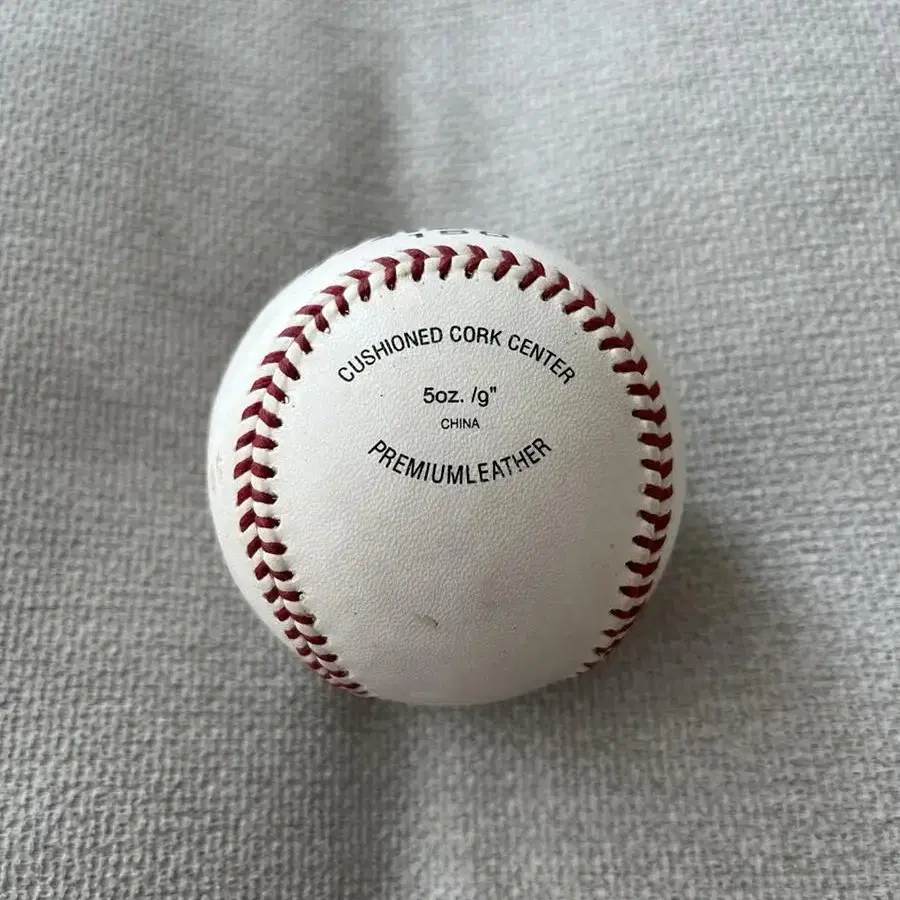 CUSHIONED CORK CENTER
5oz. /9"
CHINA
PREMIUMLEATHER